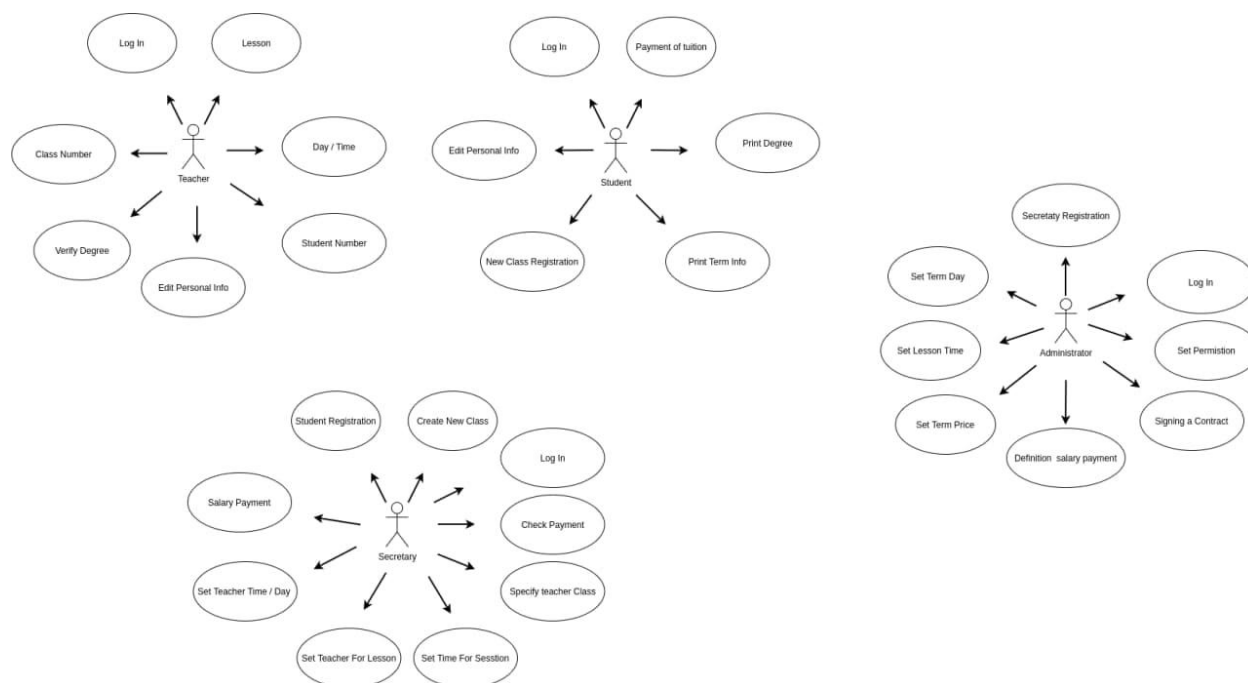 Log In
Lesson
Class Number
Day / Time
Teacher
Verify Degree
Student Number
Edit Personal Info
Log In
Payment of tuition
Edit Personal Info
Print Degree
Student
New Class Registration
Print Term Info
Secretaty Registration
Set Term Day
Log In
Set Lesson Time
Administrator
Set Permistion
Set Term Price
Signing a Contract
Definition salary payment
Student Registration
Create New Class
Log In
Salary Payment
Check Payment
Secretary
Set Teacher Time / Day
Specify teacher Class
Set Teacher For Lesson
Set Time For Sesstion